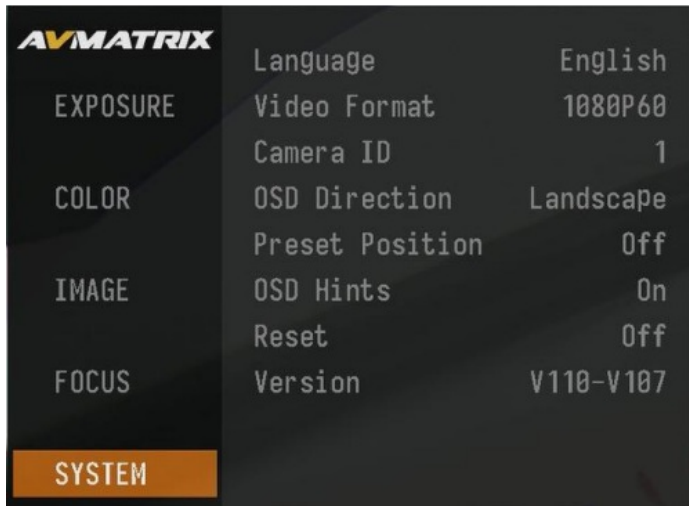 AVMATRIX
EXPOSURE
COLOR
IMAGE
FOCUS
SYSTEM
Language English
Video Format 1080P60
Camera ID 1
OSD Direction Landscape
Preset Position Off
OSD Hints On
Reset Off
Version V110-V107